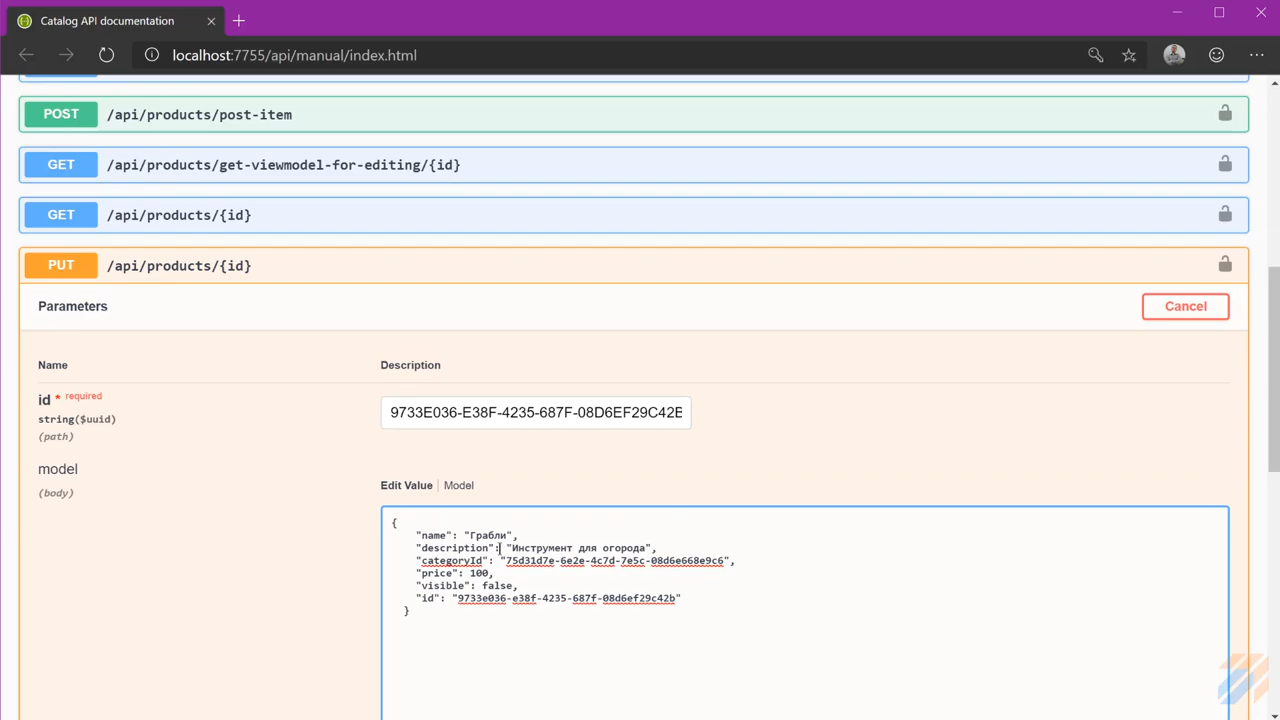 Catalog API documentation
localhost:7755/api/manual/index.html
POST /api/products/post-item
GET /api/products/get-viewmodel-for-editing/{id}
GET /api/products/{id}
PUT /api/products/{id}
Parameters
Cancel
Name Description
id * required
string($uuid)
(path)
9733E036-E38F-4235-687F-08D6EF29C42B
model
(body)
Edit Value | Model
{
"name": "Грабли",
"description": "Инструмент для огорода",
"categoryId": "75d31d7e-6e2e-4c7d-7e5c-08d6e668e9c6",
"price": 100,
"visible": false,
"id": "9733e036-e38f-4235-687f-08d6ef29c42b"
}